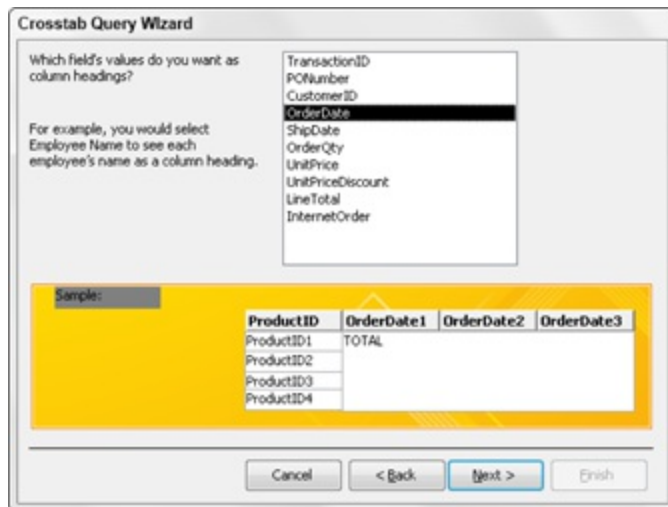 Crosstab Query Wizard
Which field's values do you want as
column headings?
For example, you would select
Employee Name to see each
employee's name as a column heading.
TransactionID
PONumber
CustomerID
OrderDate
ShipDate
OrderQty
UnitPrice
UnitPriceDiscount
LineTotal
InternetOrder
Sample:
ProductID OrderDate1 OrderDate2 OrderDate3
ProductID1 TOTAL
ProductID2
ProductID3
ProductID4
Cancel < Back Next > Finish